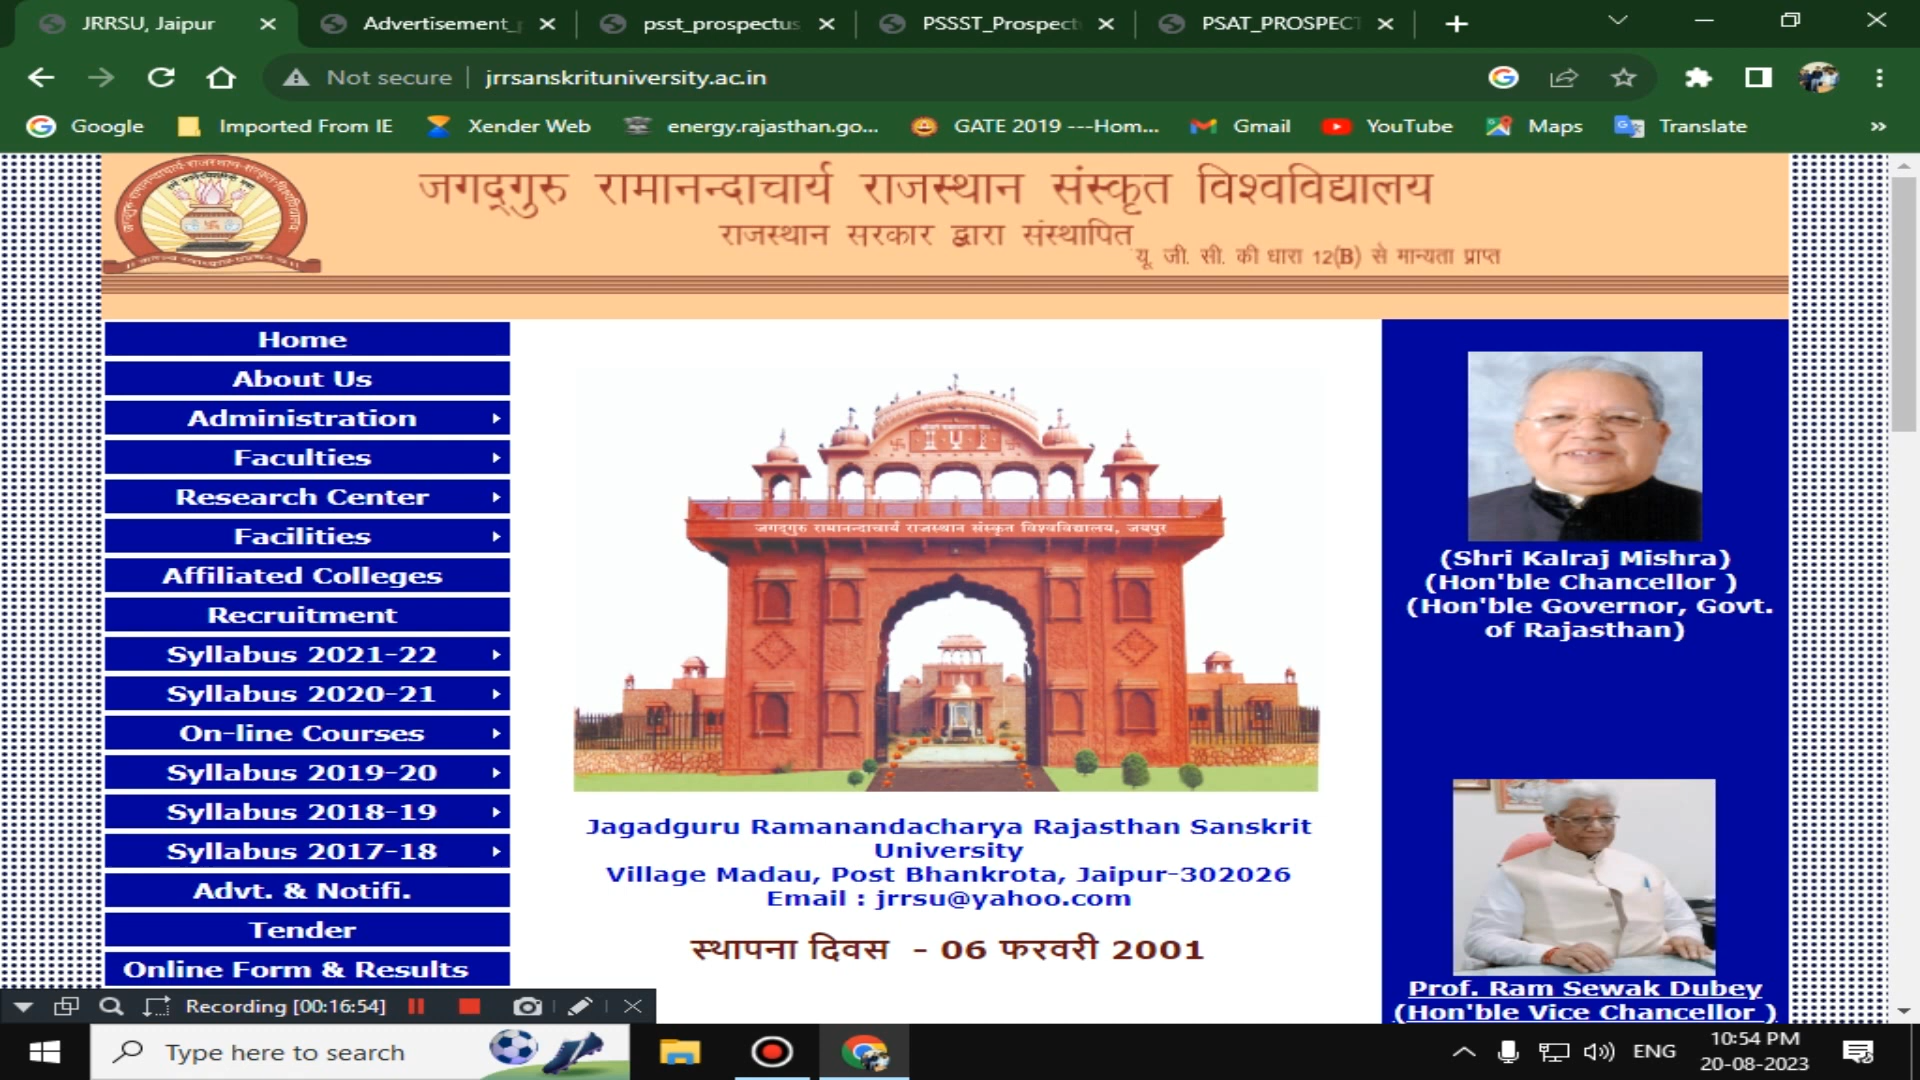 JRRSU, Jaipur
Advertisement_p
psst_prospectus
PSSST_Prospectu
PSAT_PROSPECT
Not secure
jrrsanskrituniversity.ac.in
Google
Imported From IE
Xender Web
energy.rajasthan.go...
GATE 2019 ---Hom...
Gmail
YouTube
Maps
Translate
»
जगद्गुरु रामानन्दाचार्य राजस्थान संस्कृत विश्वविद्यालय
राजस्थान सरकार द्वारा संस्थापित
यू. जी. सी. की धारा 12(B) से मान्यता प्राप्त
Home
About Us
Administration
Faculties
Research Center
Facilities
Affiliated Colleges
Recruitment
Syllabus 2021-22
Syllabus 2020-21
On-line Courses
Syllabus 2019-20
Syllabus 2018-19
Syllabus 2017-18
Advt. & Notifi.
Tender
Online Form & Results
जगद्गुरु रामानन्दाचार्य राजस्थान संस्कृत विश्वविद्यालय, जयपुर
Jagadguru Ramanandacharya Rajasthan Sanskrit
University
Village Madau, Post Bhankrota, Jaipur-302026
Email : jrrsu@yahoo.com
स्थापना दिवस - 06 फरवरी 2001
(Shri Kalraj Mishra)
(Hon'ble Chancellor )
(Hon'ble Governor, Govt.
of Rajasthan)
Prof. Ram Sewak Dubey
(Hon'ble Vice Chancellor )
Recording [00:16:54]
Type here to search
ENG
10:54 PM
20-08-2023